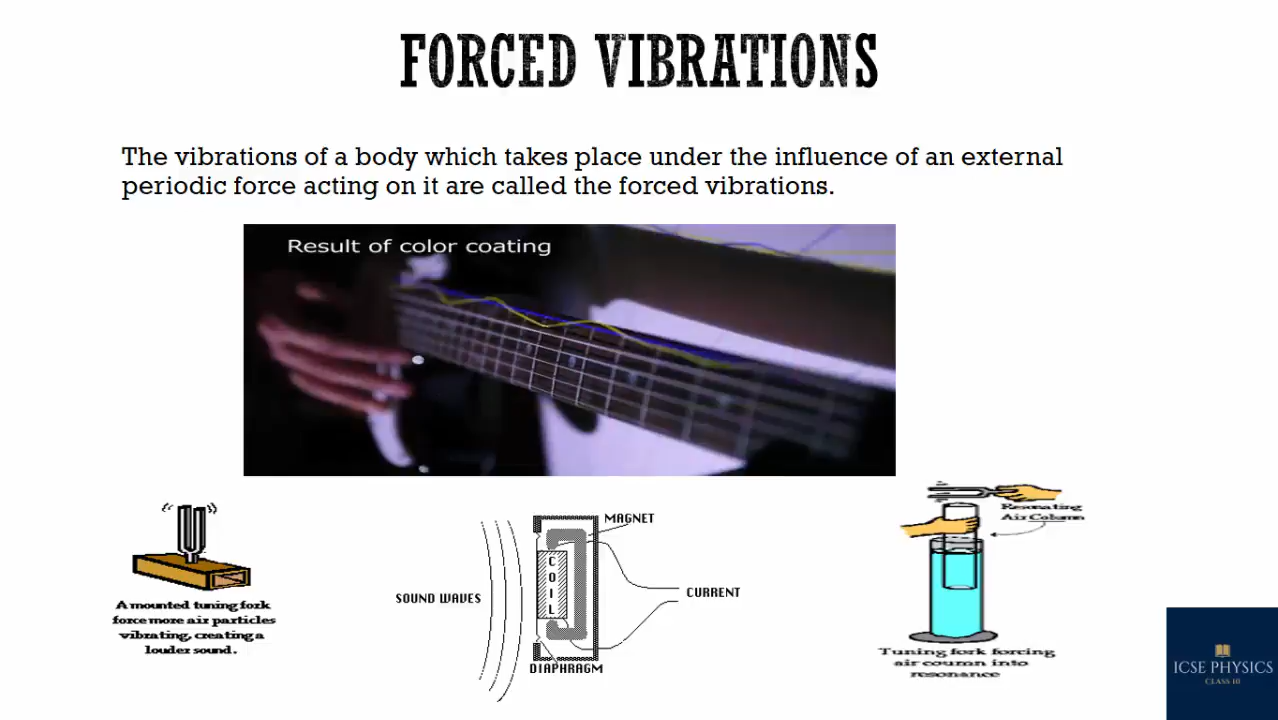 FORCED VIBRATIONS
The vibrations of a body which takes place under the influence of an external
periodic force acting on it are called the forced vibrations.
Result of color coating
A mounted tuning fork
force more air particles
vibrating, creating a
louder sound.
SOUND WAVES
MAGNET
COIL
CURRENT
DIAPHRAGM
Resonating
Air Column
Tuning fork forcing
air coumn into
resonance
ICSE PHYSICS
CLASS 10